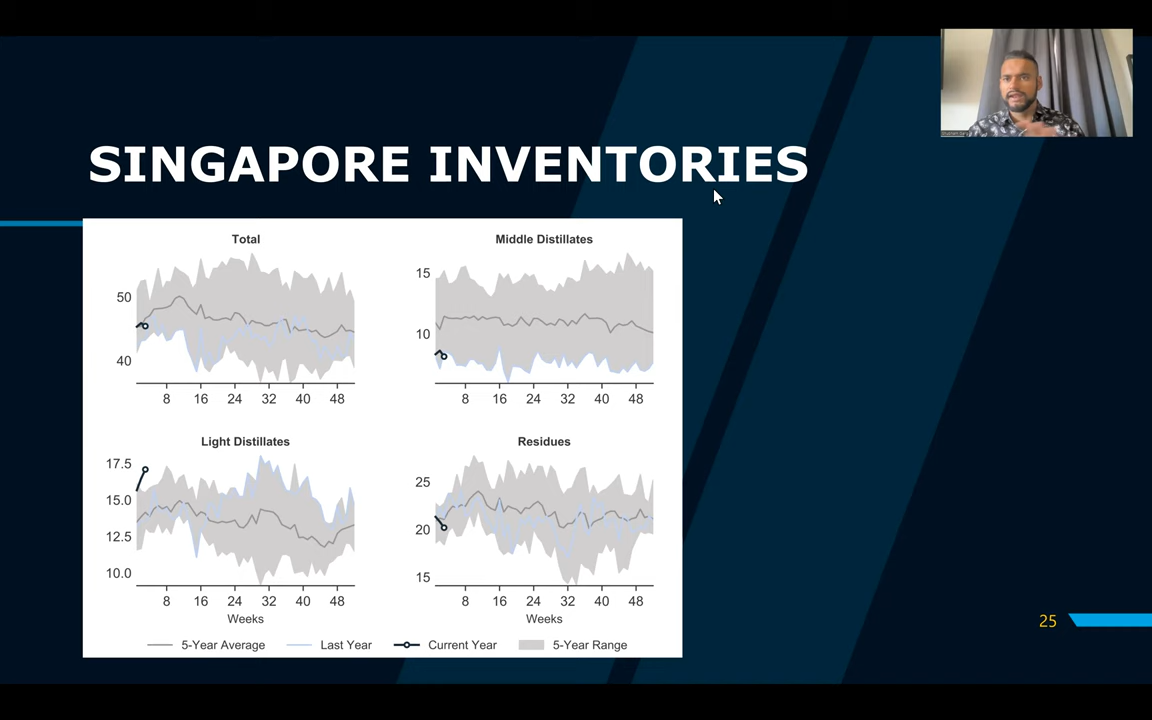 SINGAPORE INVENTORIES
Total
50
40
8 16 24 32 40 48
Middle Distillates
15
10
8 16 24 32 40 48
Light Distillates
17.5
15.0
12.5
10.0
8 16 24 32 40 48
Weeks
Residues
25
20
15
8 16 24 32 40 48
Weeks
5-Year Average Last Year Current Year 5-Year Range
25